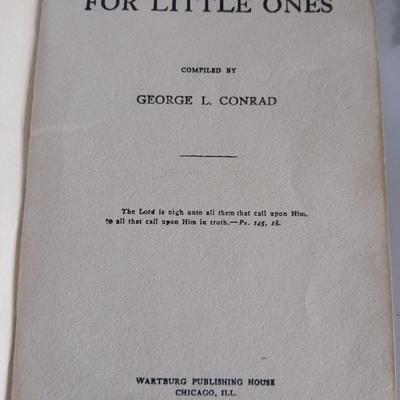 FOR LITTLE ONES
COMPILED BY
GEORGE L. CONRAD
The Lord is nigh unto all them that call upon Him,
to all that call upon Him in truth.—Ps. 145, 18.
WARTBURG PUBLISHING HOUSE
CHICAGO, ILL.